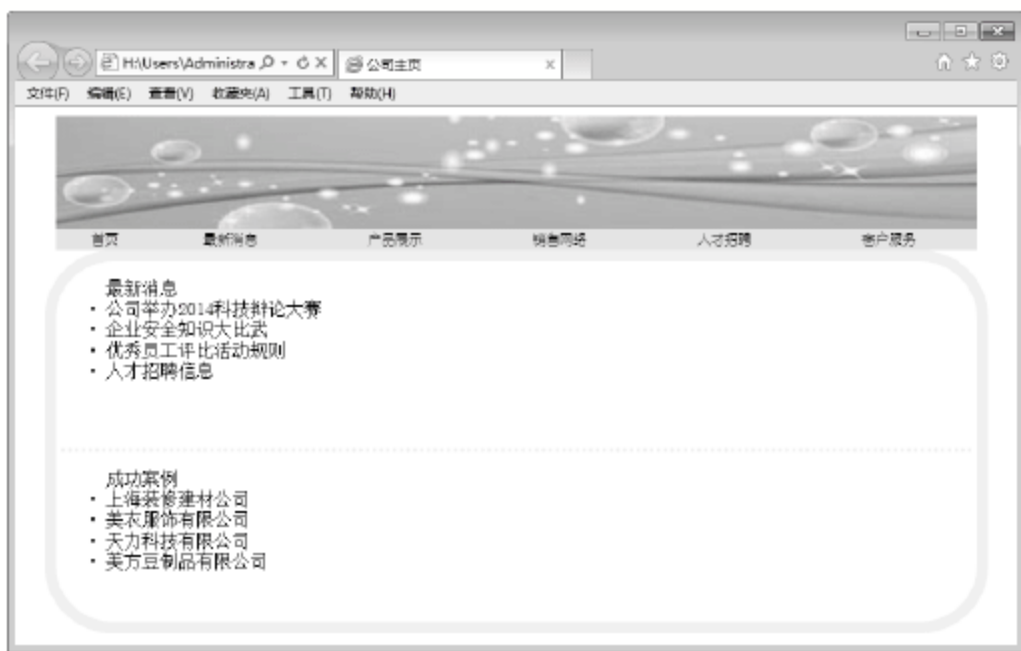 H:\Users\Administra
公司主页
文件(F) 编辑(E) 查看(V) 收藏夹(A) 工具(T) 帮助(H)
首页 最新消息 产品展示 销售网络 人才招聘 客户服务
最新消息
• 公司举办2014科技辩论大赛
• 企业安全知识大比武
• 优秀员工评比活动规则
• 人才招聘信息
成功案例
• 上海装修建材公司
• 美衣服饰有限公司
• 天力科技有限公司
• 美方豆制品有限公司